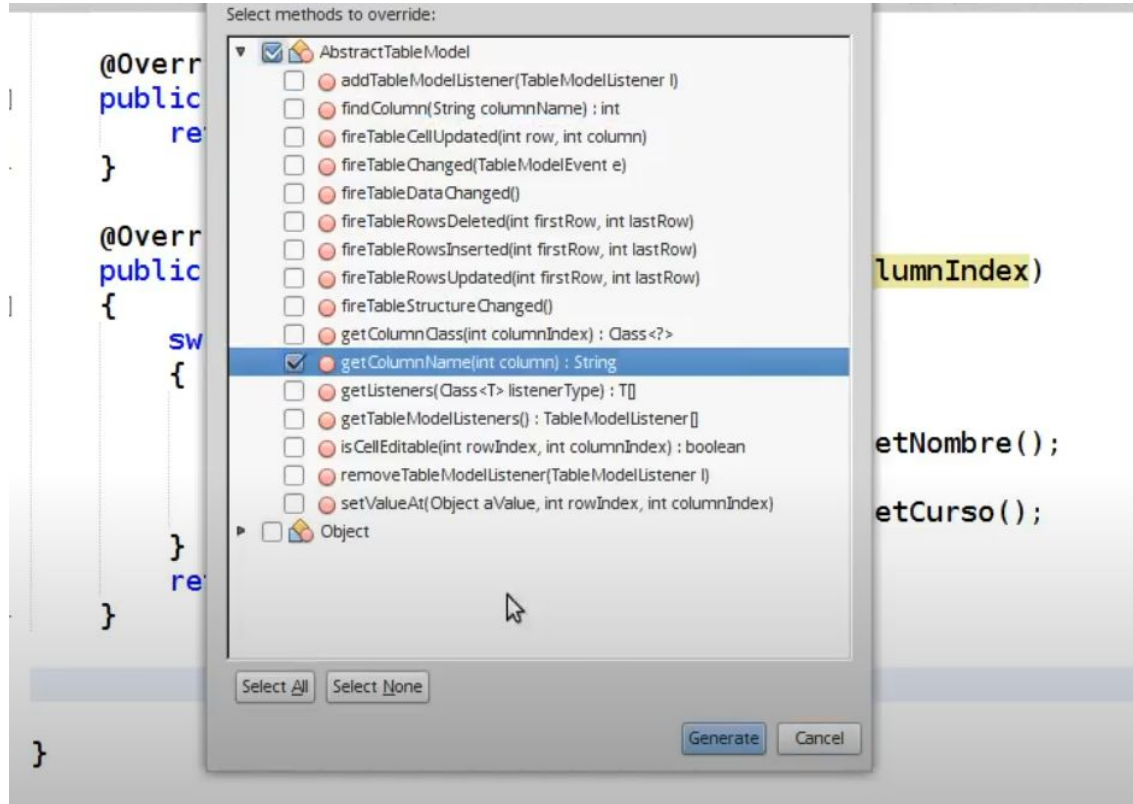 Select methods to override:
AbstractTableModel
@Overr
addTableModelListener(TableModelListener l)
public
findColumn(String columnName) : int
re
fireTableCellUpdated(int row, int column)
}
fireTableChanged(TableModelEvent e)
fireTableDataChanged()
fireTableRowsDeleted(int firstRow, int lastRow)
@Overr
fireTableRowsInserted(int firstRow, int lastRow)
public
fireTableRowsUpdated(int firstRow, int lastRow)
lumnIndex)
{
fireTableStructureChanged()
sw
getColumnClass(int columnIndex) : Class<?>
getColumnName(int column) : String
{
getListeners(Class<T> listenerType) : T[]
getTableModelListeners() : TableModelListener[]
isCellEditable(int rowIndex, int columnIndex) : boolean
etNombre();
removeTableModelListener(TableModelListener l)
setValueAt(Object aValue, int rowIndex, int columnIndex)
etCurso();
Object
}
re
}
Select All
Select None
Generate
Cancel
}